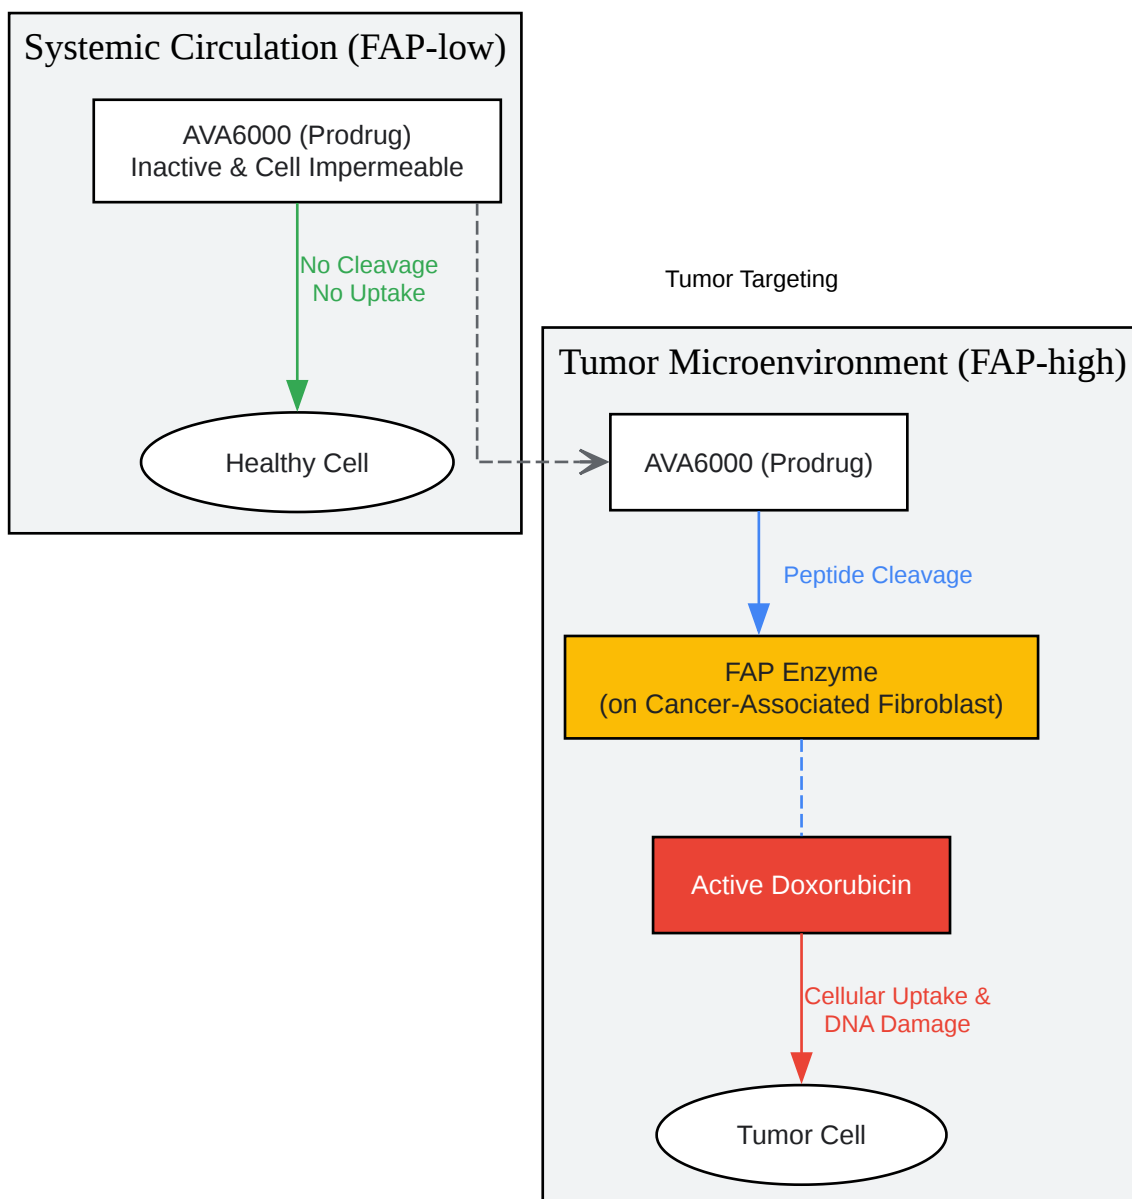 Systemic Circulation (FAP-low)
AVA6000 (Prodrug)
Inactive & Cell Impermeable
No Cleavage
No Uptake
Healthy Cell
Tumor Targeting
Tumor Microenvironment (FAP-high)
AVA6000 (Prodrug)
Peptide Cleavage
FAP Enzyme
(on Cancer-Associated Fibroblast)
Active Doxorubicin
Cellular Uptake &
DNA Damage
Tumor Cell